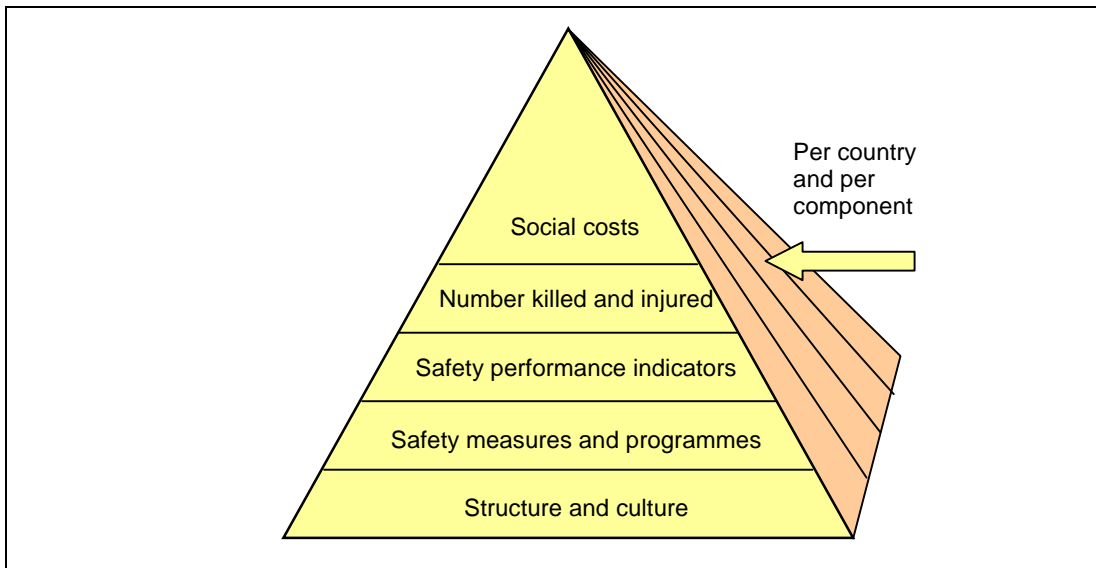 Per country
and per
component
Social costs
Number killed and injured
Safety performance indicators
Safety measures and programmes
Structure and culture